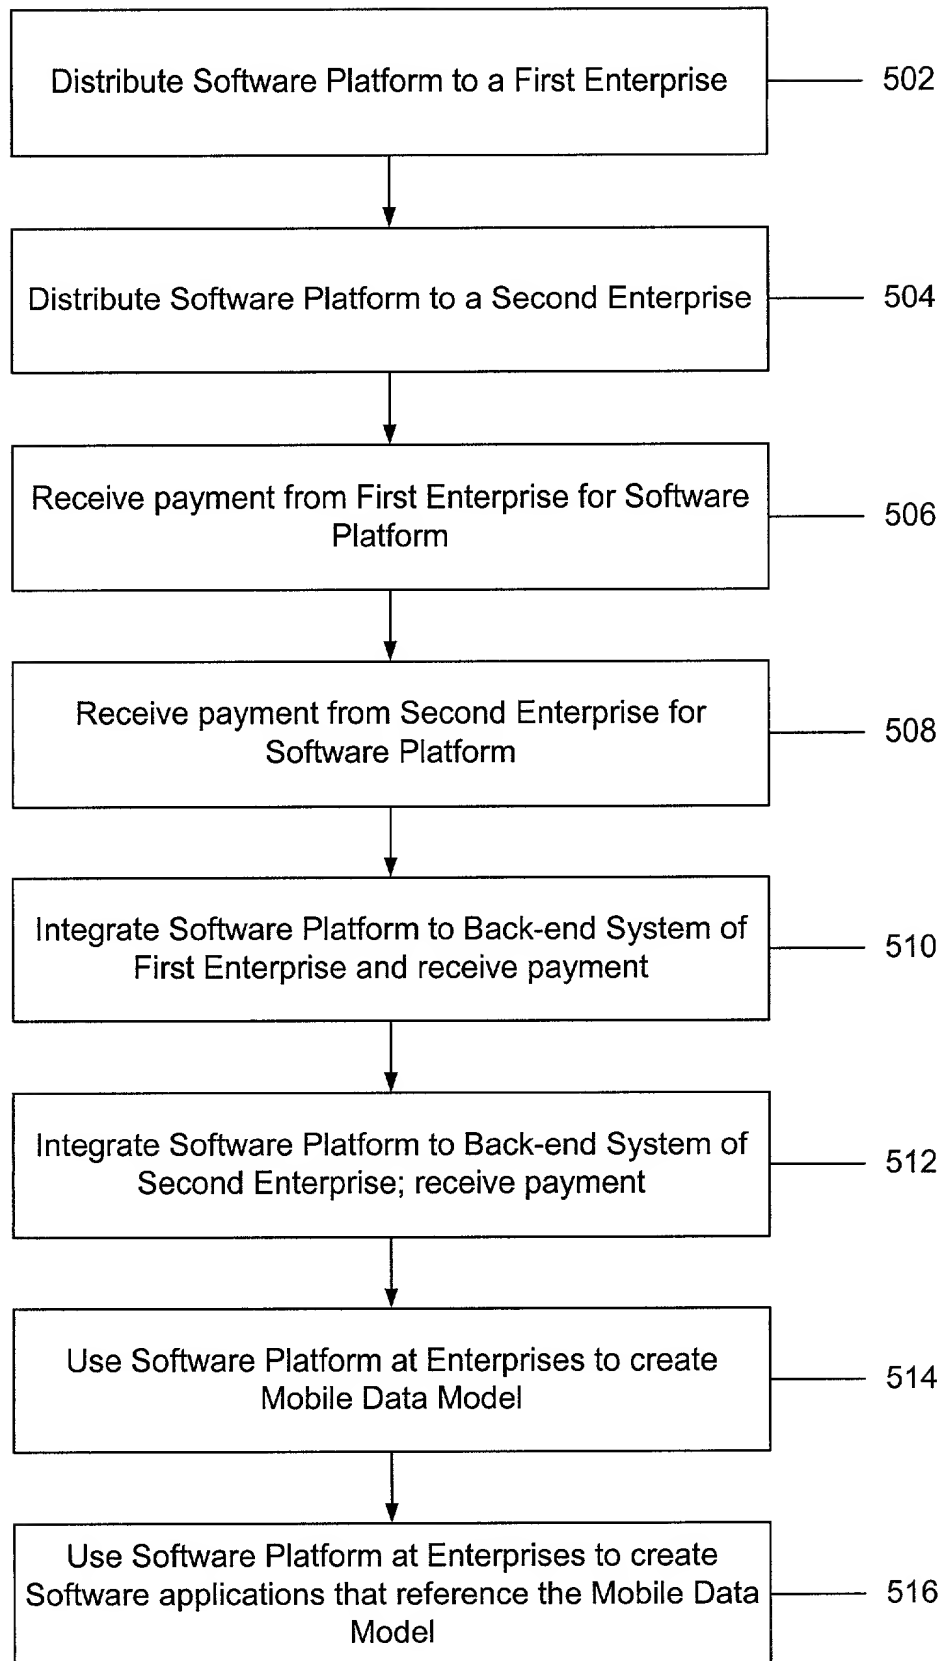 Distribute Software Platform to a First Enterprise
502
Distribute Software Platform to a Second Enterprise
504
Receive payment from First Enterprise for Software
Platform
506
Receive payment from Second Enterprise for
Software Platform
508
Integrate Software Platform to Back-end System of
First Enterprise and receive payment
510
Integrate Software Platform to Back-end System of
Second Enterprise; receive payment
512
Use Software Platform at Enterprises to create
Mobile Data Model
514
Use Software Platform at Enterprises to create
Software applications that reference the Mobile Data
Model
516